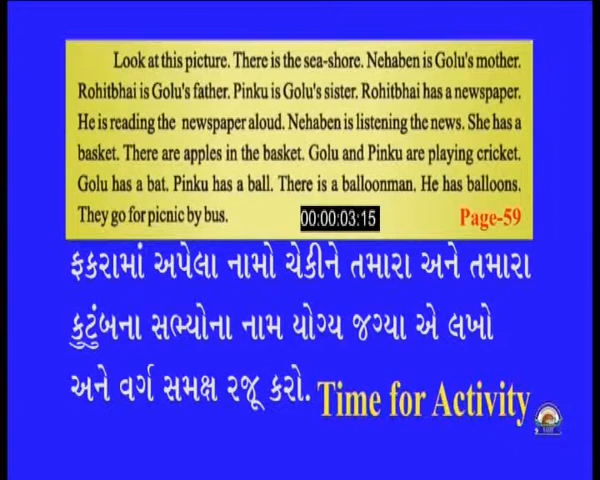 Look at this picture. There is the sea-shore. Nehaben is Golu's mother.
Rohitbhai is Golu's father. Pinku is Golu's sister. Rohitbhai has a newspaper.
He is reading the newspaper aloud. Nehaben is listening the news. She has a
basket. There are apples in the basket. Golu and Pinku are playing cricket.
Golu has a bat. Pinku has a ball. There is a balloonman. He has balloons.
They go for picnic by bus. 00:00:03:15 Page-59
ફકરામાં અપેલા નામો ચેકીને તમારા અને તમારા
કુટુંબના સભ્યોના નામ યોગ્ય જગ્યા એ લખો
અને વર્ગ સમક્ષ રજૂ કરો. Time for Activity